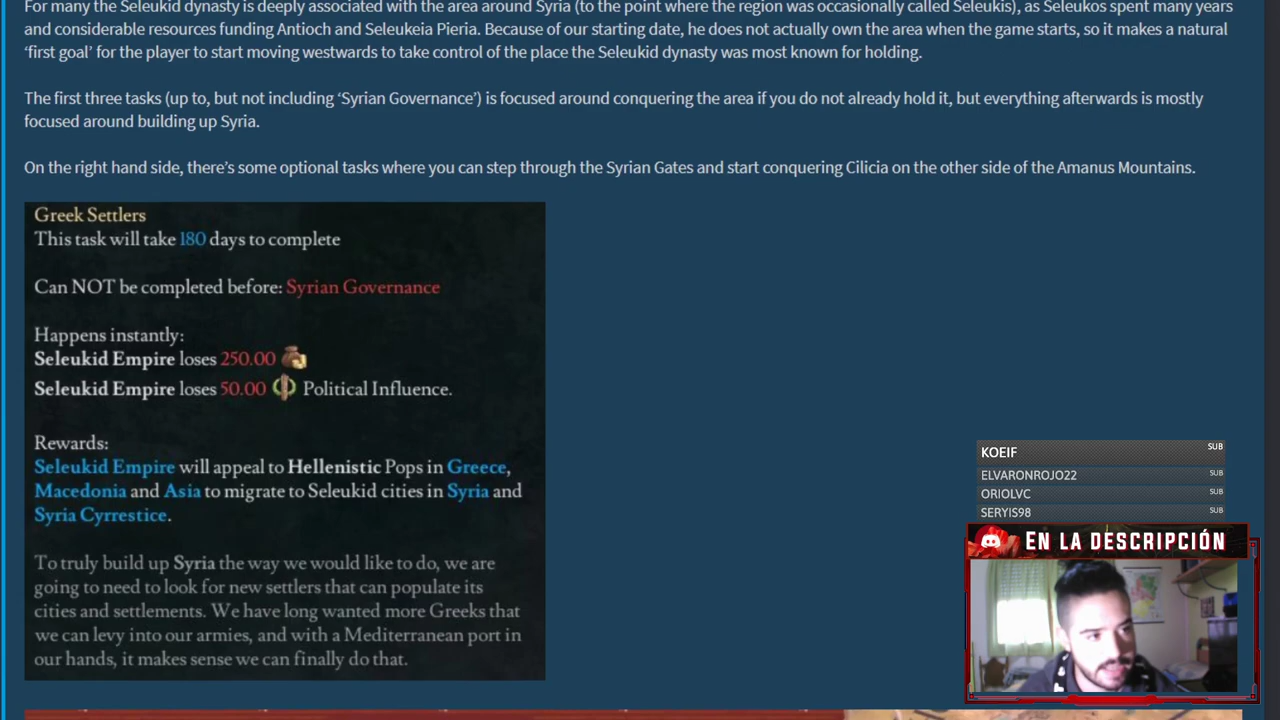 For many the Seleukid dynasty is deeply associated with the area around Syria (to the point where the region was occasionally called Seleukis), as Seleukos spent many years
and considerable resources funding Antioch and Seleukeia Pieria. Because of our starting date, he does not actually own the area when the game starts, so it makes a natural
‘first goal’ for the player to start moving westwards to take control of the place the Seleukid dynasty was most known for holding.
The first three tasks (up to, but not including ‘Syrian Governance’) is focused around conquering the area if you do not already hold it, but everything afterwards is mostly
focused around building up Syria.
On the right hand side, there’s some optional tasks where you can step through the Syrian Gates and start conquering Cilicia on the other side of the Amanus Mountains.
Greek Settlers
This task will take 180 days to complete
Can NOT be completed before: Syrian Governance
Happens instantly:
Seleukid Empire loses 250.00
Seleukid Empire loses 50.00 Political Influence.
Rewards:
Seleukid Empire will appeal to Hellenistic Pops in Greece,
Macedonia and Asia to migrate to Seleukid cities in Syria and
Syria Cyrrestice.
To truly build up Syria the way we would like to do, we are
going to need to look for new settlers that can populate its
cities and settlements. We have long wanted more Greeks that
we can levy into our armies, and with a Mediterranean port in
our hands, it makes sense we can finally do that.
KOEIF SUB
ELVARONROJO22 SUB
ORIOLVC SUB
SERYIS98 SUB
EN LA DESCRIPCIÓN